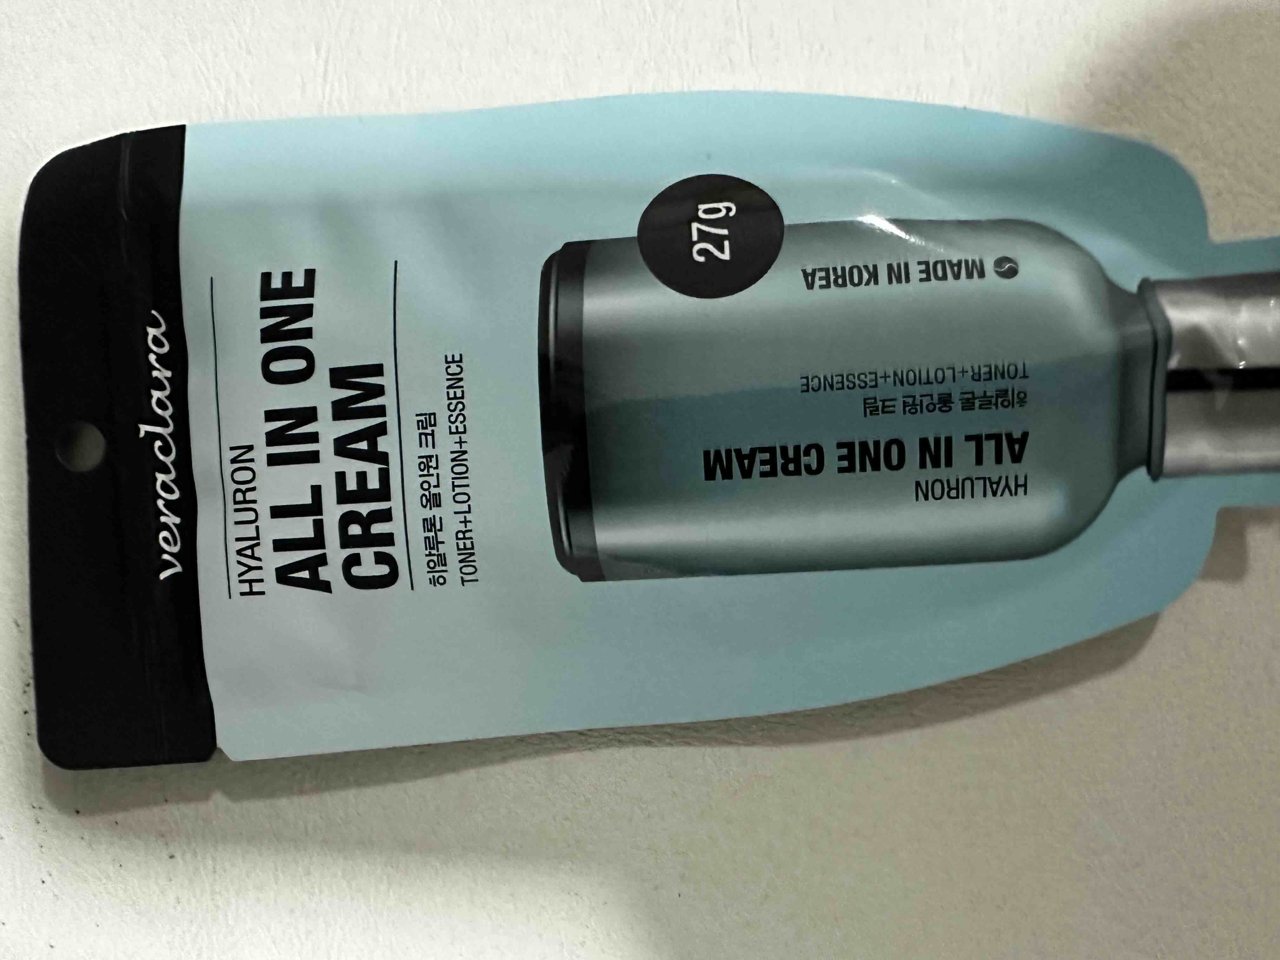 veraclara
HYALURON
ALL IN ONE
CREAM
히알루론 올인원 크림
TONER+LOTION+ESSENCE
27g
HYALURON
ALL IN ONE CREAM
히알루론 올인원 크림
TONER+LOTION+ESSENCE
MADE IN KOREA